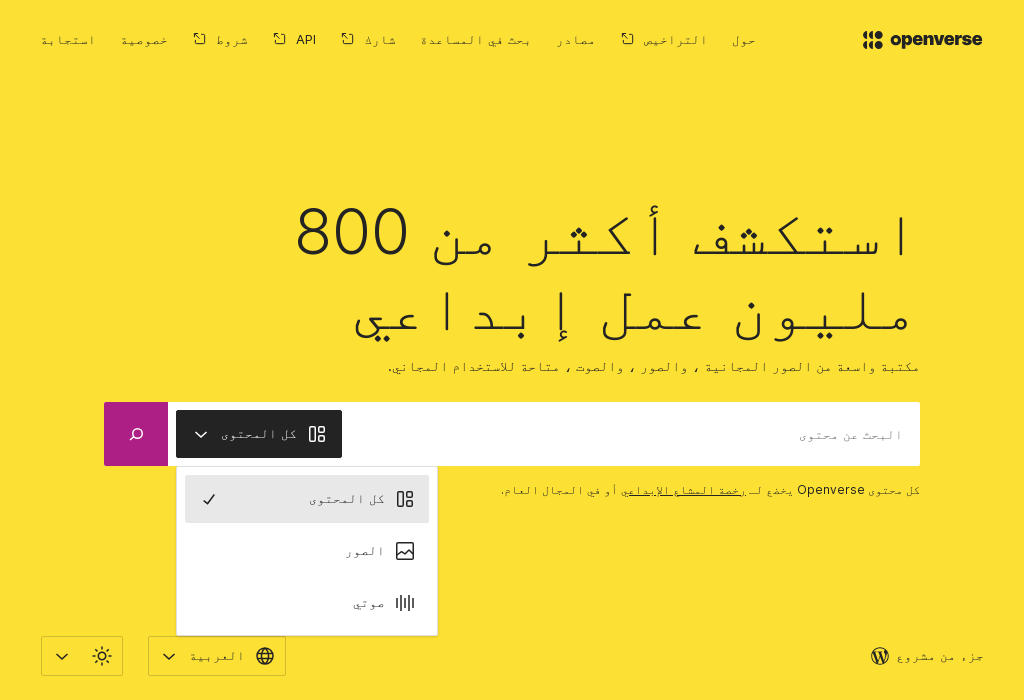 openverse
حول
التراخيص
مصادر
بحث في المساعدة
شارك
API
شروط
خصوصية
استجابة
استكشف أكثر من 800
مليون عمل إبداعي
مكتبة واسعة من الصور المجانية ، والصور ، والصوت ، متاحة للاستخدام المجاني.
البحث عن محتوى
كل المحتوى
كل محتوى Openverse يخضع لـ رخصة المشاع الإبداعي أو في المجال العام.
كل المحتوى
الصور
صوتي
جزء من مشروع
العربية